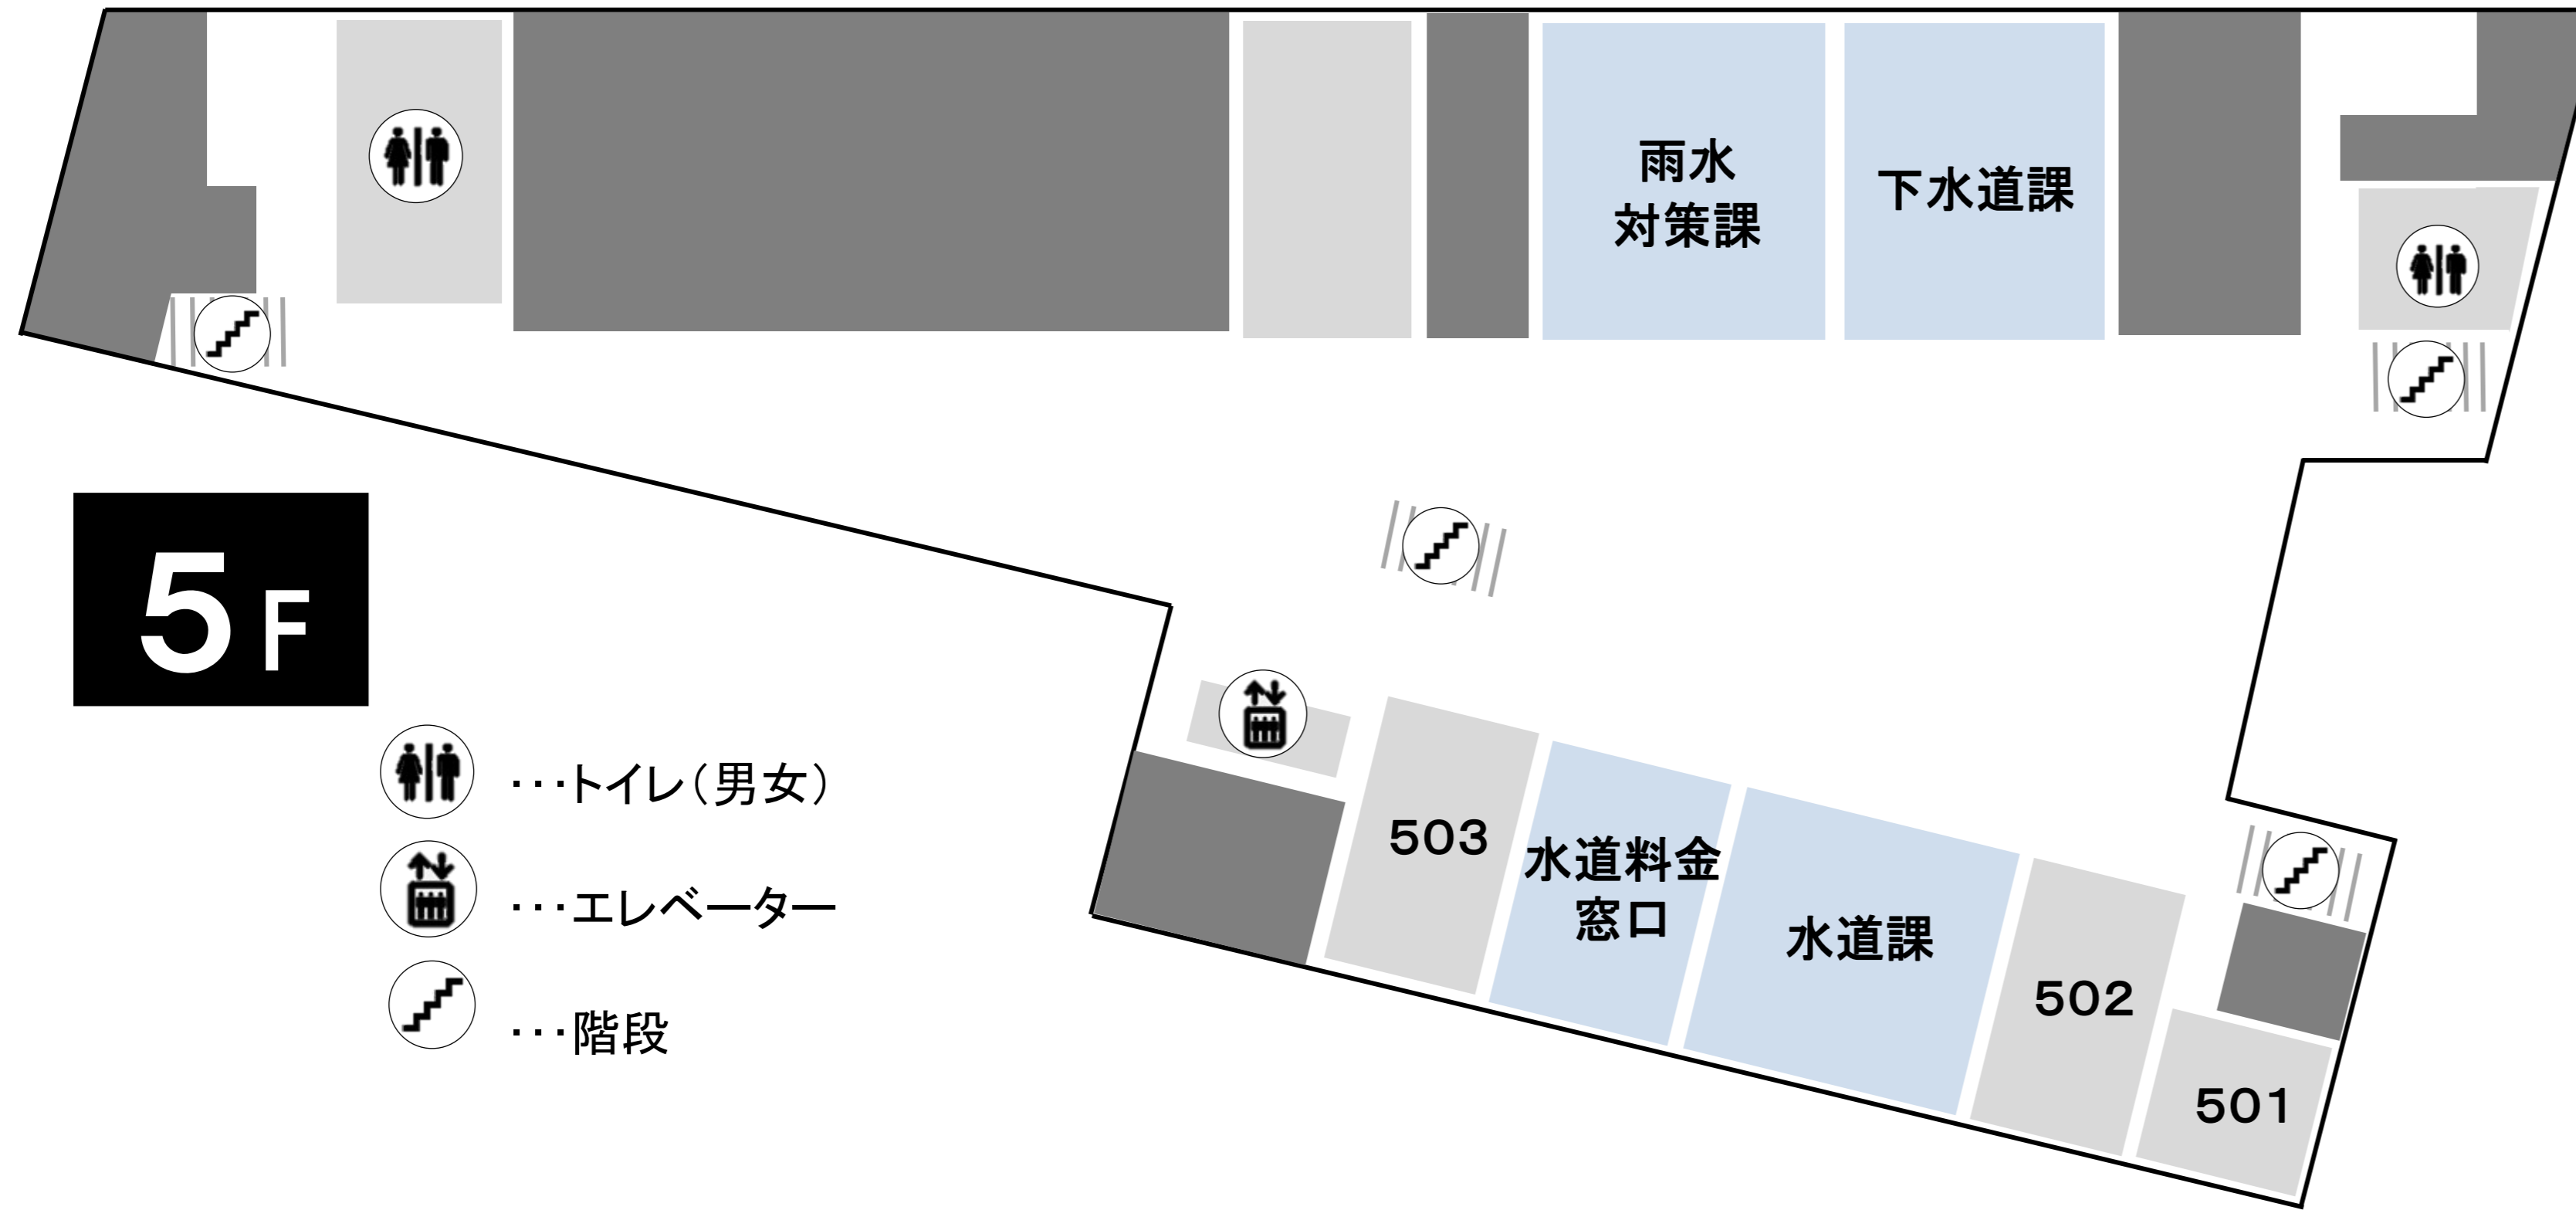 雨水
対策課
下水道課
5F
503
水道料金
窓口
水道課
502
501
･･･トイレ（男女）
･･･エレベーター
･･･階段